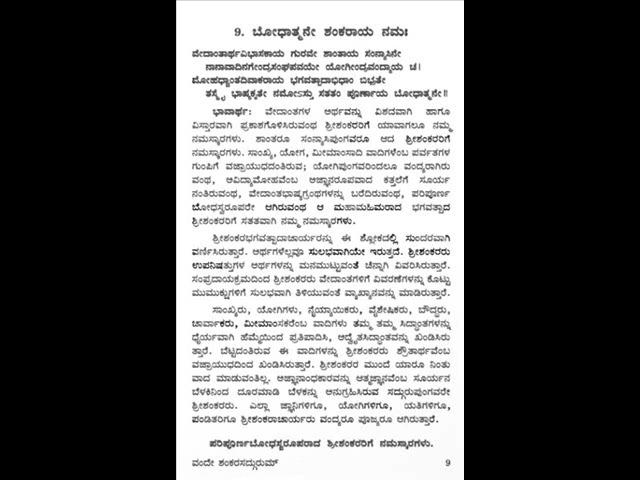 9. ಬೋಧಾತ್ಮನೇ ಶಂಕರಾಯ ನಮಃ
ವೇದಾಂತಾರ್ಥವಿಭಾಸಕಾಯ ಗುರವೇ ಶಾಂತಾಯ ಸಂನ್ಯಾಸಿನೇ
ನಾನಾವಾದಿನಗೇಂದ್ರಸಂಘಪವಯೇ ಯೋಗೀಂದ್ರವಂದ್ಯಾಯ ಚ।
ಮೋಹಧ್ವಾಂತದಿವಾಕರಾಯ ಭಗವತ್ಪಾದಾಭಿಧಾಂ ಬಿಭ್ರತೇ
ತಸ್ಮೈ ಭಾಷ್ಯಕೃತೇ ನಮೋಽಸ್ತು ಸತತಂ ಪೂರ್ಣಾಯ ಬೋಧಾತ್ಮನೇ॥
ಭಾವಾರ್ಥ: ವೇದಾಂತಗಳ ಅರ್ಥವನ್ನು ವಿಶದವಾಗಿ ಹಾಗೂ
ವಿಸ್ತಾರವಾಗಿ ಪ್ರಕಾಶಗೊಳಿಸಿರುವಂಥ ಶ್ರೀಶಂಕರರಿಗೆ ಯಾವಾಗಲೂ ನಮ್ಮ
ನಮಸ್ಕಾರಗಳು. ಶಾಂತರೂ ಸಂನ್ಯಾಸಿಪುಂಗವರೂ ಆದ ಶ್ರೀಶಂಕರರಿಗೆ
ನಮಸ್ಕಾರಗಳು. ಸಾಂಖ್ಯ, ಯೋಗ, ಮೀಮಾಂಸಾದಿ ವಾದಿಗಳೆಂಬ ಪರ್ವತಗಳ
ಗುಂಪಿಗೆ ವಜ್ರಾಯುಧದಂತಿರುವ; ಯೋಗಿಪುಂಗವರಿಂದಲೂ ವಂದ್ಯರಾಗಿರು
ವಂಥ, ಅವಿದ್ಯಾಮೋಹವೆಂಬ ಅಜ್ಞಾನರೂಪವಾದ ಕತ್ತಲೆಗೆ ಸೂರ್ಯ
ನಂತಿರುವಂಥ, ವೇದಾಂತಭಾಷ್ಯಗ್ರಂಥಗಳನ್ನು ಬರೆದಿರುವಂಥ, ಪರಿಪೂರ್ಣ
ಬೋಧಸ್ವರೂಪರೇ ಆಗಿರುವಂಥ ಆ ಮಹಾಮಹಿಮರಾದ ಭಗವತ್ಪಾದ
ಶ್ರೀಶಂಕರರಿಗೆ ಸತತವಾಗಿ ನಮ್ಮ ನಮಸ್ಕಾರಗಳು.
ಶ್ರೀಶಂಕರಭಗವತ್ಪಾದಾಚಾರ್ಯರನ್ನು ಈ ಶ್ಲೋಕದಲ್ಲಿ ಸುಂದರವಾಗಿ
ವರ್ಣಿಸಿರುತ್ತಾರೆ. ಅರ್ಥಗಳೆಲ್ಲವೂ ಸುಲಭವಾಗಿಯೇ ಇರುತ್ತದೆ. ಶ್ರೀಶಂಕರರು
ಉಪನಿಷತ್ತುಗಳ ಅರ್ಥಗಳನ್ನು ಮನಮುಟ್ಟುವಂತೆ ಚೆನ್ನಾಗಿ ವಿವರಿಸಿರುತ್ತಾರೆ.
ಸಂಪ್ರದಾಯಕ್ರಮದಿಂದ ಶ್ರೀಶಂಕರರು ವೇದಾಂತಗಳಿಗೆ ವಿವರಣೆಗಳನ್ನು ಕೊಟ್ಟು
ಮುಮುಕ್ಷುಗಳಿಗೆ ಸುಲಭವಾಗಿ ತಿಳಿಯುವಂತೆ ವ್ಯಾಖ್ಯಾನವನ್ನು ಮಾಡಿರುತ್ತಾರೆ.
ಸಾಂಖ್ಯರು, ಯೋಗಿಗಳು, ನೈಯ್ಯಾಯಿಕರು, ವೈಶೇಷಿಕರು, ಬೌದ್ಧರು,
ಚಾರ್ವಾಕರು, ಮೀಮಾಂಸಕರೆಂಬ ವಾದಿಗಳು ತಮ್ಮ ತಮ್ಮ ಸಿದ್ಧಾಂತಗಳನ್ನು
ಧೈರ್ಯವಾಗಿ ಹೆಮ್ಮೆಯಿಂದ ಪ್ರತಿಪಾದಿಸಿ, ಅದ್ವೈತಸಿದ್ಧಾಂತವನ್ನು ಖಂಡಿಸಿರು
ತ್ತಾರೆ. ಬೆಟ್ಟದಂತಿರುವ ಈ ವಾದಿಗಳನ್ನು ಶ್ರೀಶಂಕರರು ಶ್ರೌತಾರ್ಥವೆಂಬ
ವಜ್ರಾಯುಧದಿಂದ ಖಂಡಿಸಿರುತ್ತಾರೆ. ಶ್ರೀಶಂಕರರ ಮುಂದೆ ಯಾರೂ ನಿಂತು
ವಾದ ಮಾಡುವಂತಿಲ್ಲ. ಅಜ್ಞಾನಾಂಧಕಾರವನ್ನು ಆತ್ಮಜ್ಞಾನವೆಂಬ ಸೂರ್ಯನ
ಬೆಳಕಿನಿಂದ ದೂರಮಾಡಿ ಬೆಳಕನ್ನು ಅನುಗ್ರಹಿಸಿರುವ ಸದ್ಗುರುಪುಂಗವರೇ
ಶ್ರೀಶಂಕರರು. ಎಲ್ಲಾ ಜ್ಞಾನಿಗಳಿಗೂ, ಯೋಗಿಗಳಿಗೂ, ಯತಿಗಳಿಗೂ,
ಪಂಡಿತರಿಗೂ ಶ್ರೀಶಂಕರಾಚಾರ್ಯರು ವಂದ್ಯರೂ ಪೂಜ್ಯರೂ ಆಗಿರುತ್ತಾರೆ.
ಪರಿಪೂರ್ಣಬೋಧಸ್ವರೂಪರಾದ ಶ್ರೀಶಂಕರರಿಗೆ ನಮಸ್ಕಾರಗಳು.
ವಂದೇ ಶಂಕರಸದ್ಗುರುಮ್ 9